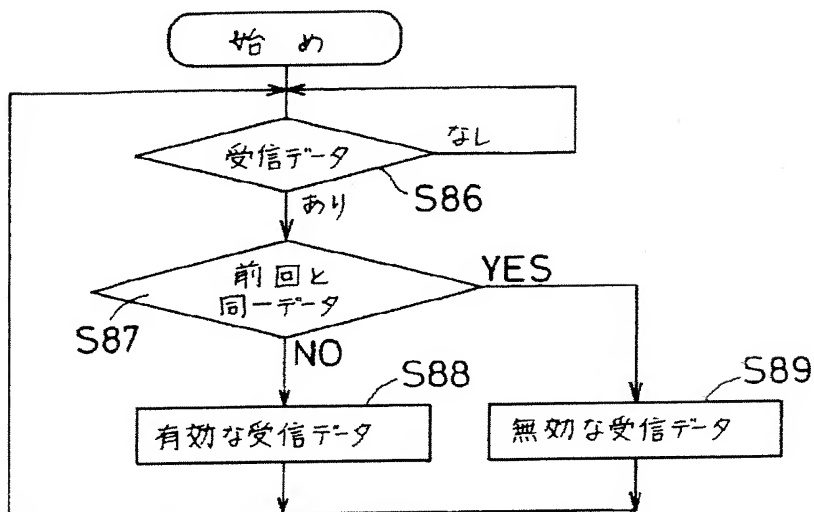 始め
受信データ
なし
S86
あり
前回と
同一データ
YES
S87
NO
S88
S89
有効な受信データ
無効な受信データ